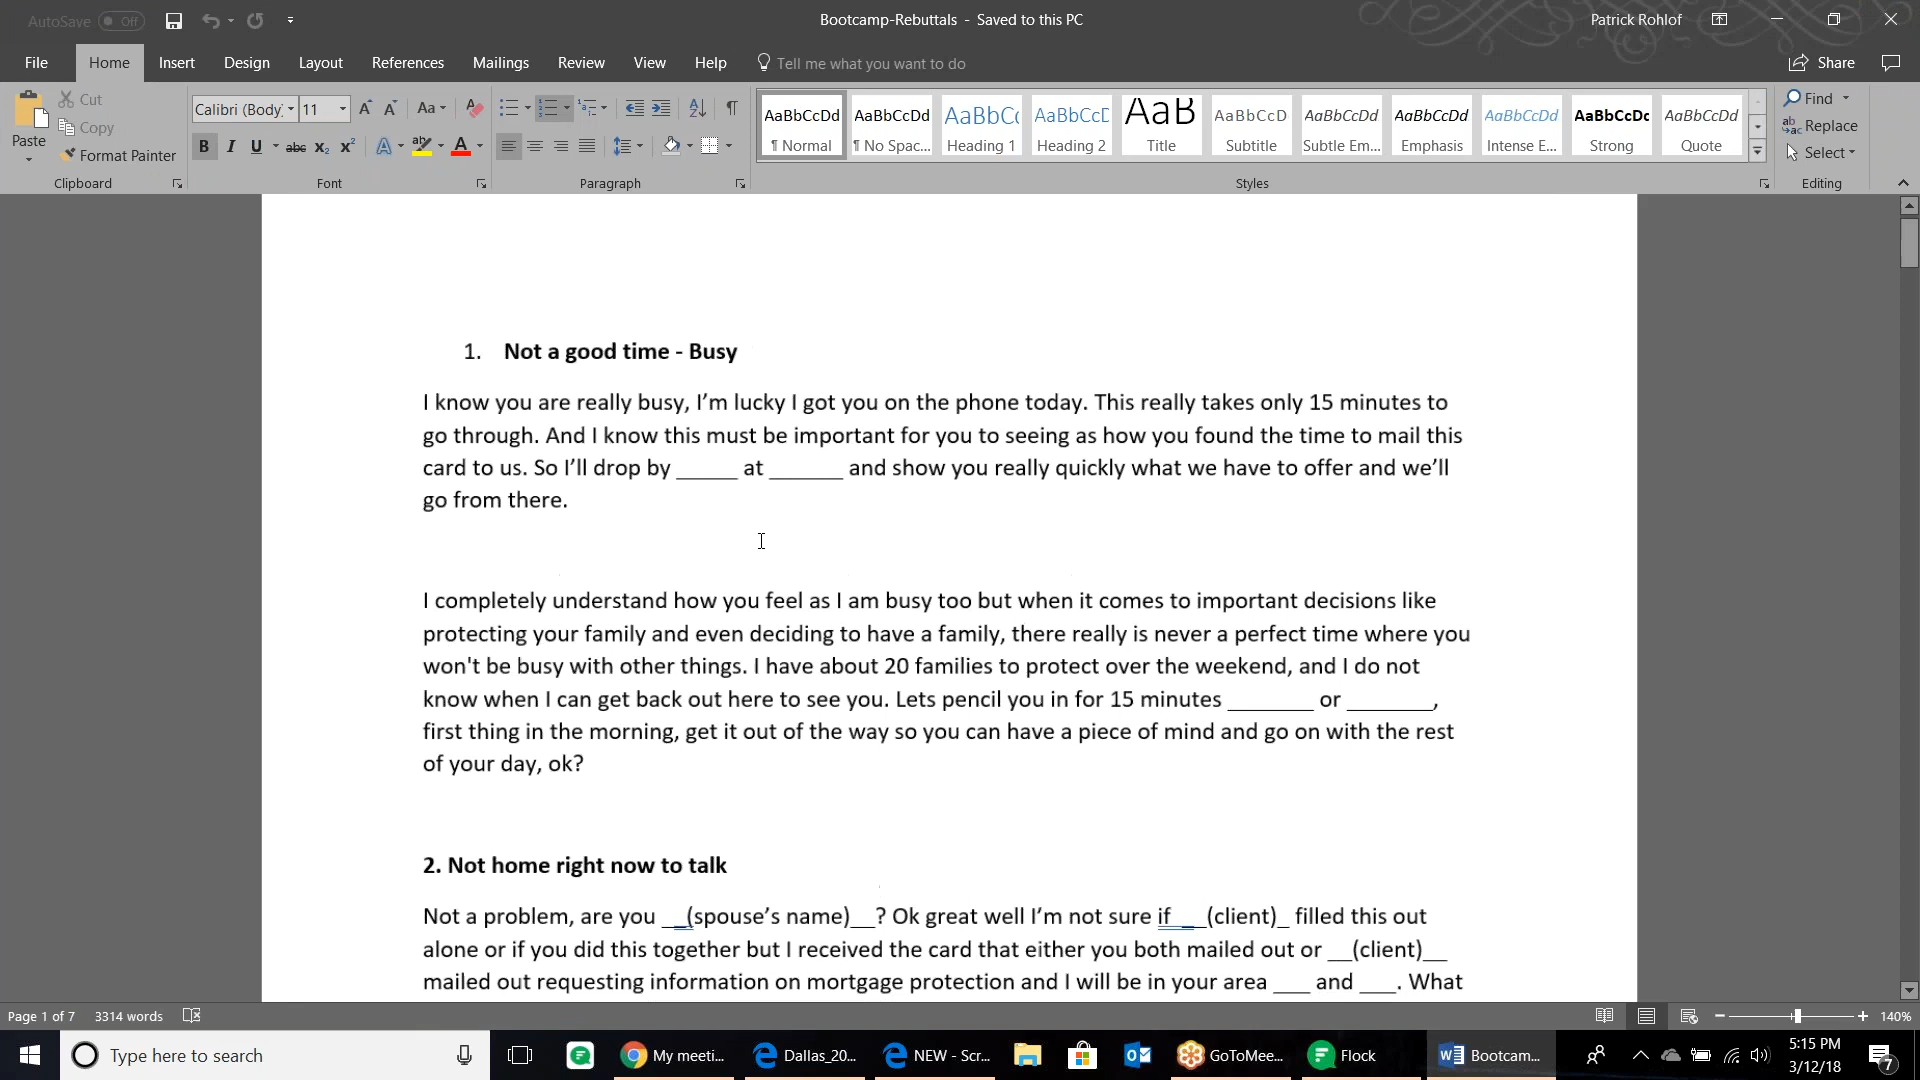 AutoSave Off
Bootcamp-Rebuttals - Saved to this PC
Patrick Rohlof
File Home Insert Design Layout References Mailings Review View Help Tell me what you want to do
Share
Paste
Cut
Copy
Format Painter
Clipboard
Calibri (Body) 11
Font
Paragraph
AaBbCcDd AaBbCcDd AaBbC AaBbCcD AaB AaBbCcD AaBbCcDd AaBbCcDd AaBbCcDd AaBbCcDc AaBbCcDd
¶ Normal ¶ No Spac... Heading 1 Heading 2 Title Subtitle Subtle Em... Emphasis Intense E... Strong Quote
Styles
Find
Replace
Select
Editing
1. Not a good time - Busy
I know you are really busy, I’m lucky I got you on the phone today. This really takes only 15 minutes to
go through. And I know this must be important for you to seeing as how you found the time to mail this
card to us. So I’ll drop by _____ at ______ and show you really quickly what we have to offer and we’ll
go from there.
I completely understand how you feel as I am busy too but when it comes to important decisions like
protecting your family and even deciding to have a family, there really is never a perfect time where you
won't be busy with other things. I have about 20 families to protect over the weekend, and I do not
know when I can get back out here to see you. Lets pencil you in for 15 minutes _______ or _______,
first thing in the morning, get it out of the way so you can have a piece of mind and go on with the rest
of your day, ok?
2. Not home right now to talk
Not a problem, are you __(spouse’s name)__? Ok great well I’m not sure if ___(client)_ filled this out
alone or if you did this together but I received the card that either you both mailed out or __(client)__
mailed out requesting information on mortgage protection and I will be in your area ___ and ___. What
Page 1 of 7 3314 words
140%
Type here to search
My meeti... Dallas_20... NEW - Scr... GoToMee... Flock Bootcam...
5:15 PM
3/12/18
7